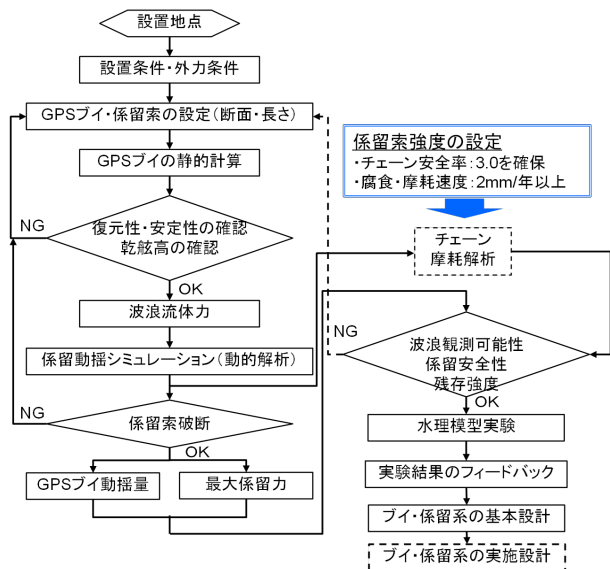 設置地点
設置条件・外力条件
GPSブイ・係留索の設定(断面・長さ)
GPSブイの静的計算
NG
復元性・安定性の確認
乾舷高の確認
OK
波浪流体力
係留動揺シミュレーション(動的解析)
NG
係留索破断
OK
GPSブイ動揺量
最大係留力
係留索強度の設定
・チェーン安全率:3.0を確保
・腐食・摩耗速度:2mm/年以上
チェーン
摩耗解析
NG
波浪観測可能性
係留安全性
残存強度
OK
水理模型実験
実験結果のフィードバック
ブイ・係留系の基本設計
ブイ・係留系の実施設計